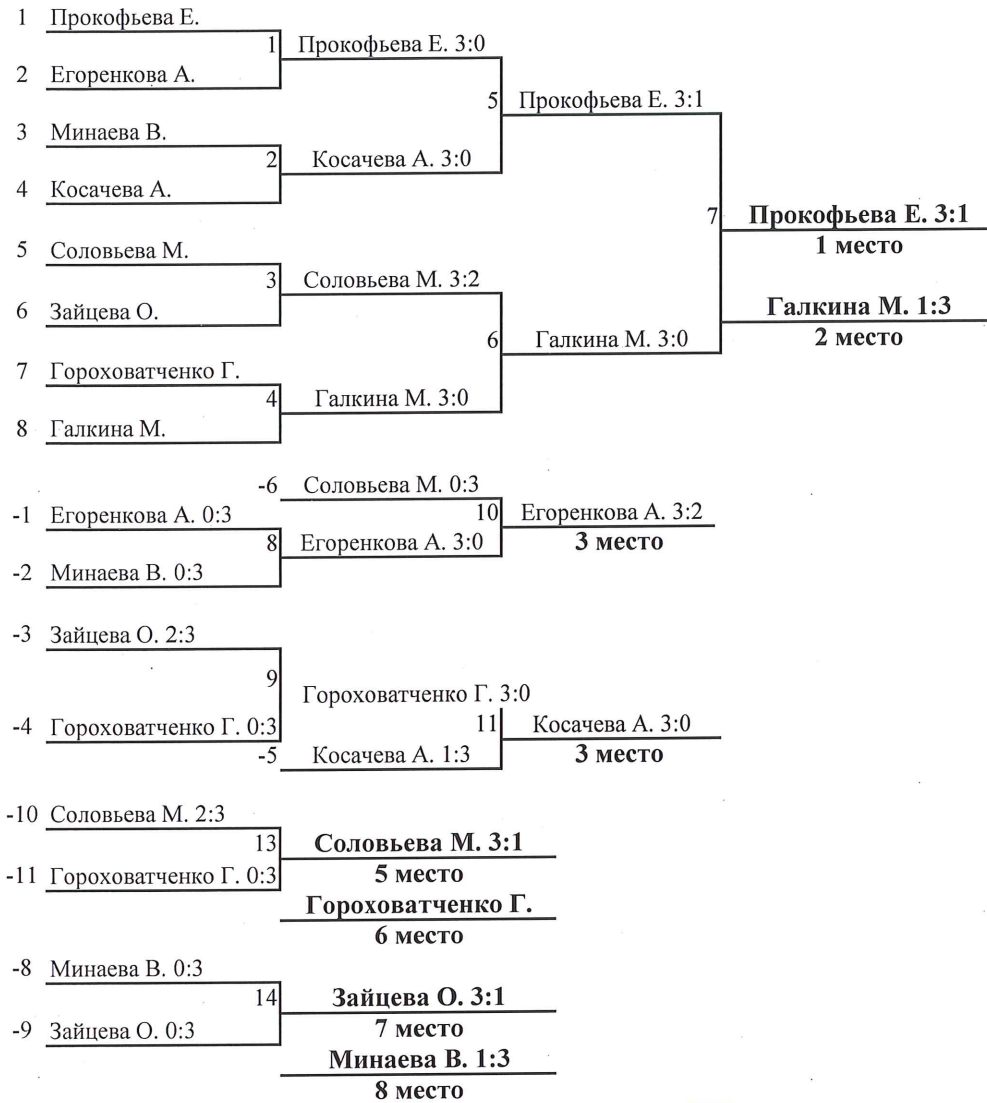 1 Прокофьева Е.
1 Прокофьева Е. 3:0
2 Егоренкова А.
5 Прокофьева Е. 3:1
3 Минаева В.
2 Косачева А. 3:0
4 Косачева А.
7 Прокофьева Е. 3:1
1 место
5 Соловьева М.
3 Соловьева М. 3:2
6 Зайцева О.
Галкина М. 1:3
2 место
6 Галкина М. 3:0
7 Гороховатченко Г.
4 Галкина М. 3:0
8 Галкина М.
-6 Соловьева М. 0:3
-1 Егоренкова А. 0:3
10 Егоренкова А. 3:2
3 место
8 Егоренкова А. 3:0
-2 Минаева В. 0:3
-3 Зайцева О. 2:3
9 Гороховатченко Г. 3:0
-4 Гороховатченко Г. 0:3
11 Косачева А. 3:0
3 место
-5 Косачева А. 1:3
-10 Соловьева М. 2:3
13 Соловьева М. 3:1
5 место
-11 Гороховатченко Г. 0:3
Гороховатченко Г.
6 место
-8 Минаева В. 0:3
14 Зайцева О. 3:1
7 место
-9 Зайцева О. 0:3
Минаева В. 1:3
8 место